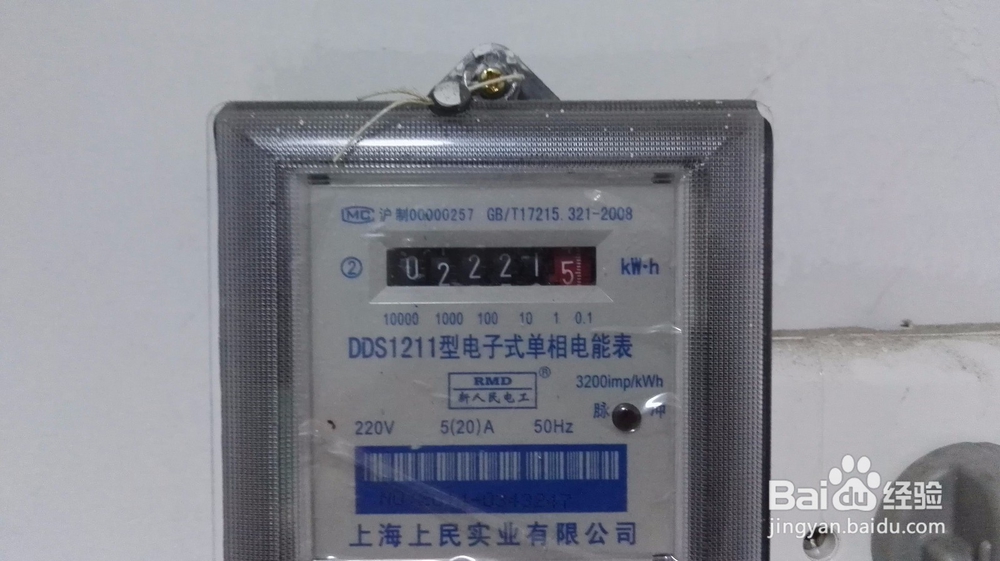 MC 沪制00000257 GB/T17215.321-2008
② 0 2 2 2 1 5 kW·h
10000 1000 100 10 1 0.1
DDS1211型电子式单相电能表
RMD ®
新人民电工
3200imp/kWh
脉 冲
220V 5(20)A 50Hz
上海上民实业有限公司
Baidu 经验
jingyan.baidu.com